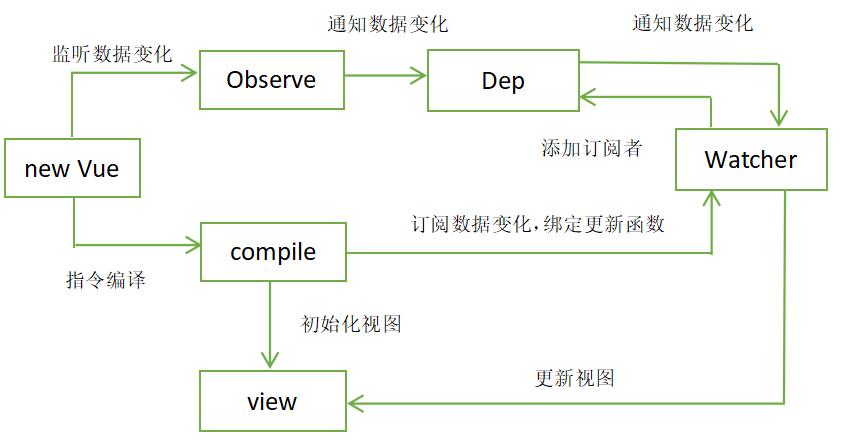 通知数据变化
通知数据变化
监听数据变化
Observe
Dep
添加订阅者
Watcher
new Vue
订阅数据变化，绑定更新函数
compile
指令编译
初始化视图
更新视图
view